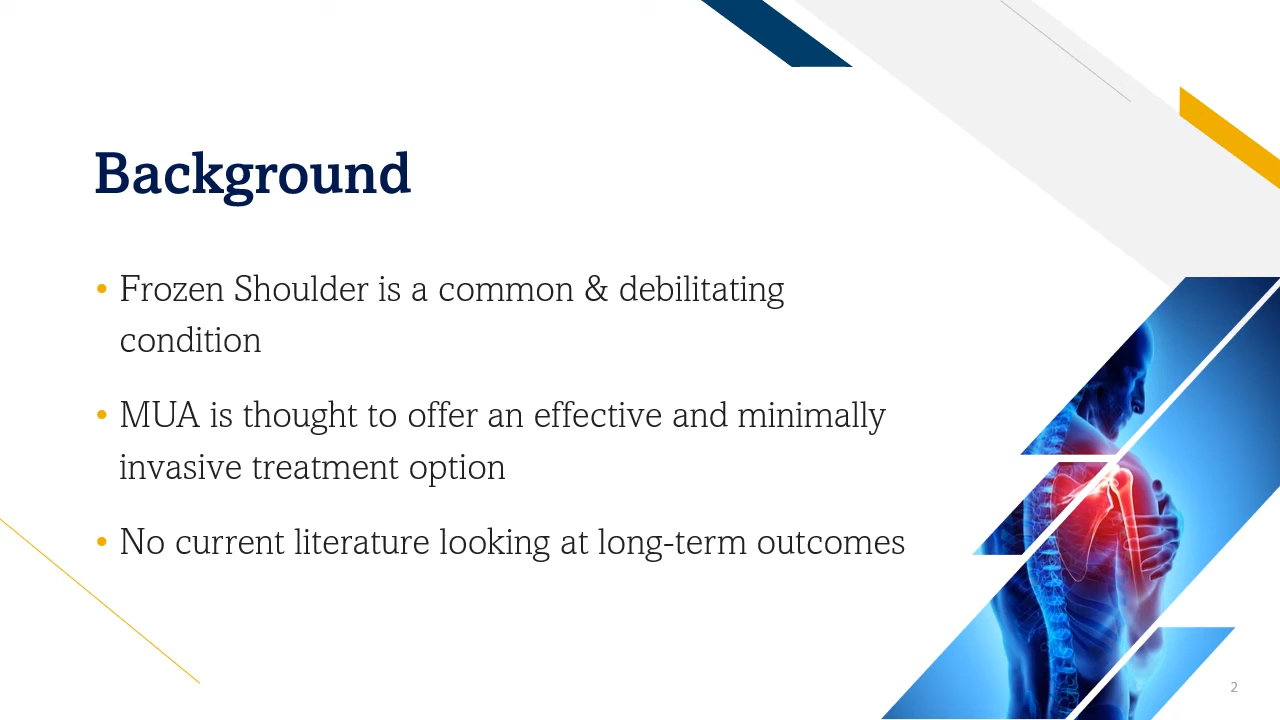 Background
• Frozen Shoulder is a common & debilitating
condition
• MUA is thought to offer an effective and minimally
invasive treatment option
• No current literature looking at long-term outcomes
2